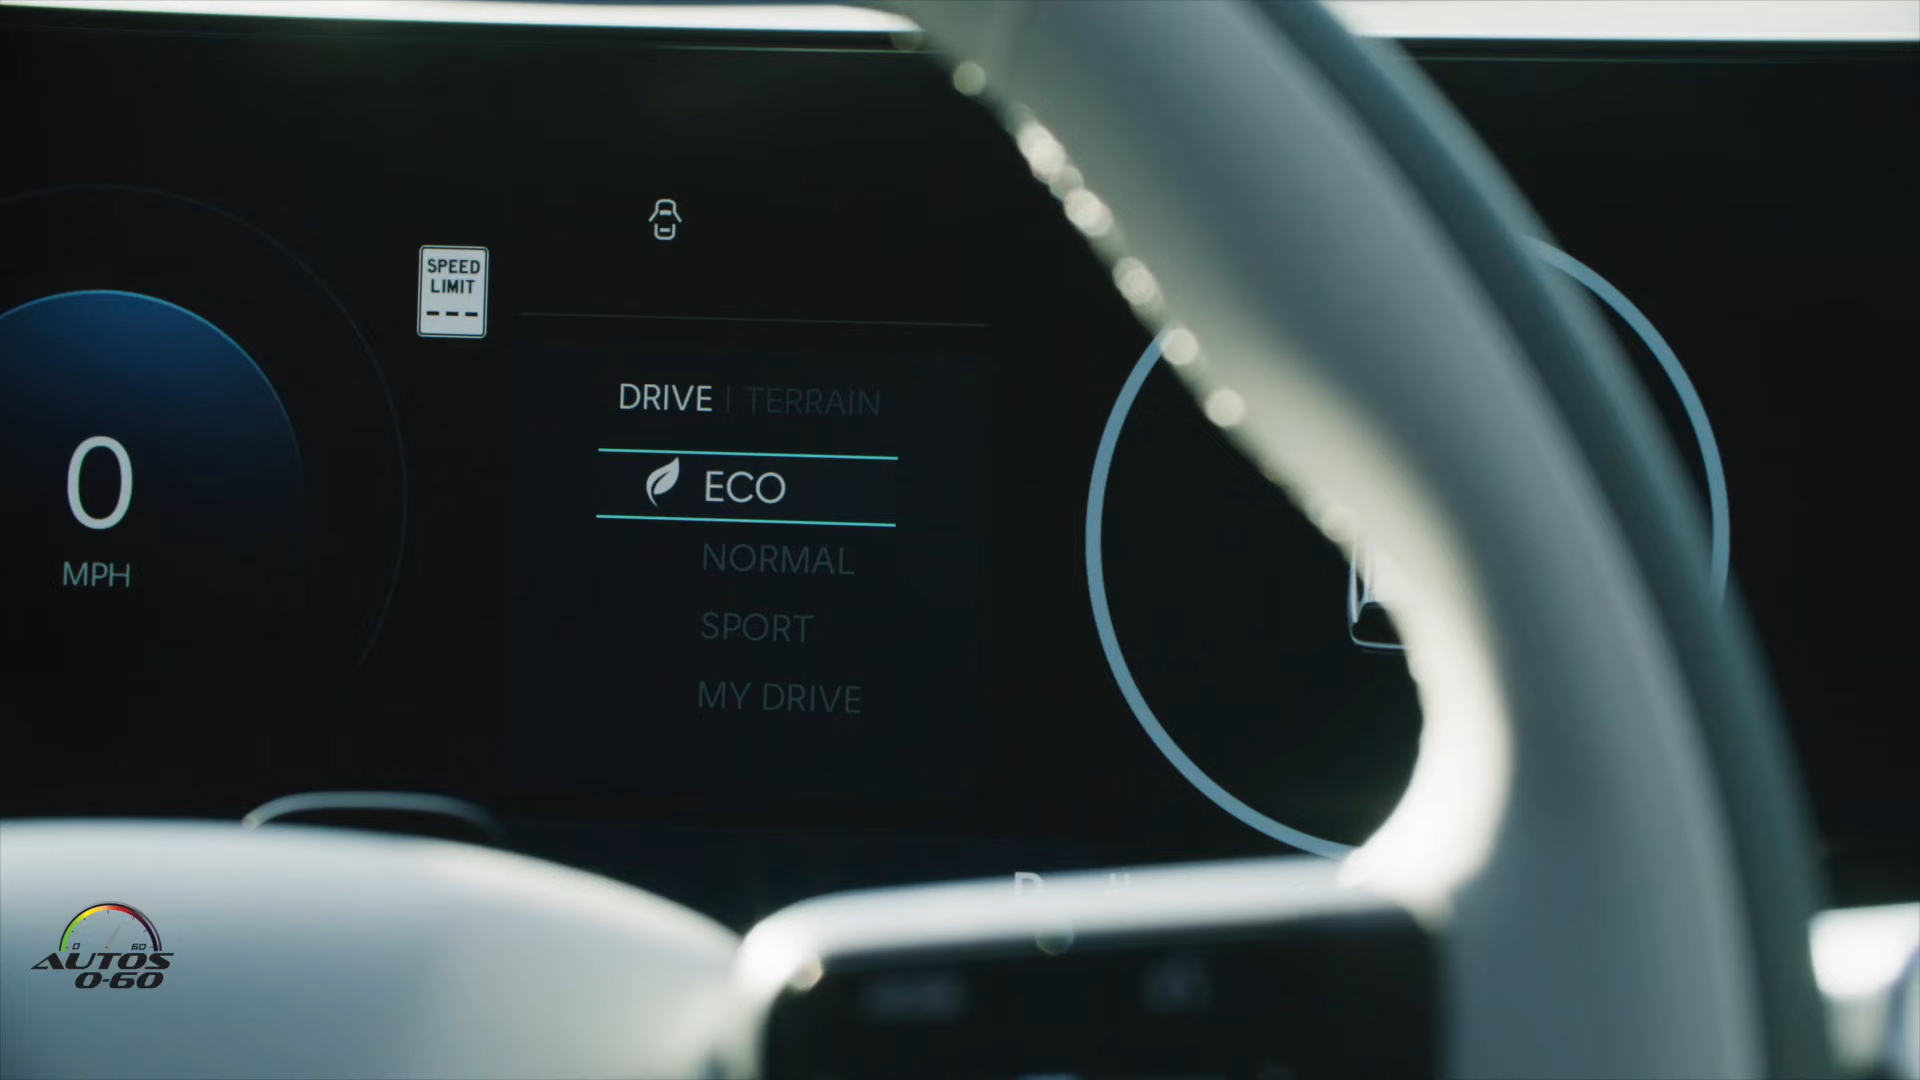 SPEED
LIMIT
---
DRIVE | TERRAIN
ECO
NORMAL
SPORT
MY DRIVE
0
MPH
0 60
AUTOS
0-60